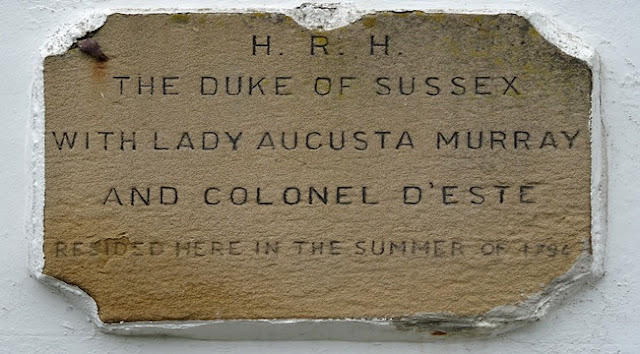 H. R. H.
THE DUKE OF SUSSEX
WITH LADY AUGUSTA MURRAY
AND COLONEL D'ESTE
RESIDED HERE IN THE SUMMER OF